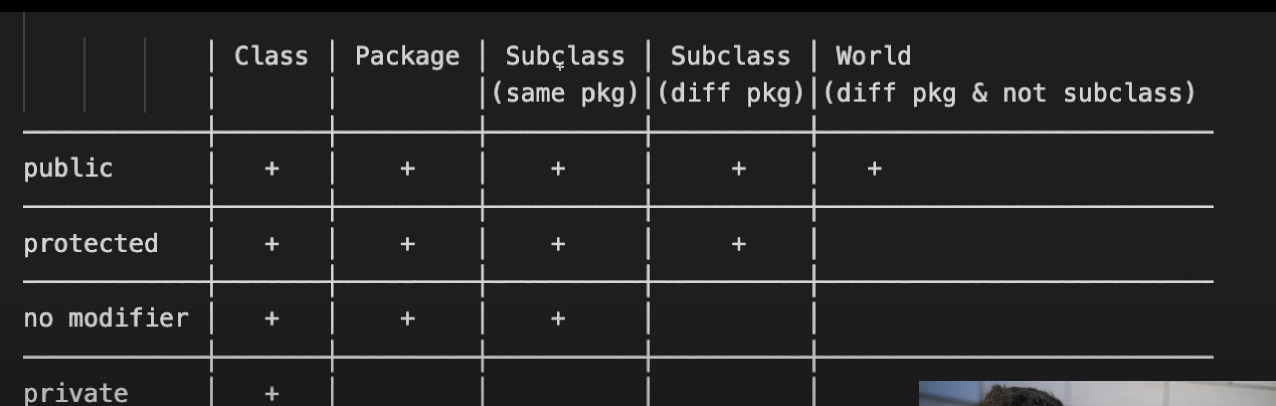 | Class | Package | Subclass | Subclass | World
| | |(same pkg)|(diff pkg)|(diff pkg & not subclass)
public | + | + | + | + | +
protected | + | + | + | + |
no modifier | + | + | + | |
private | + | | | |